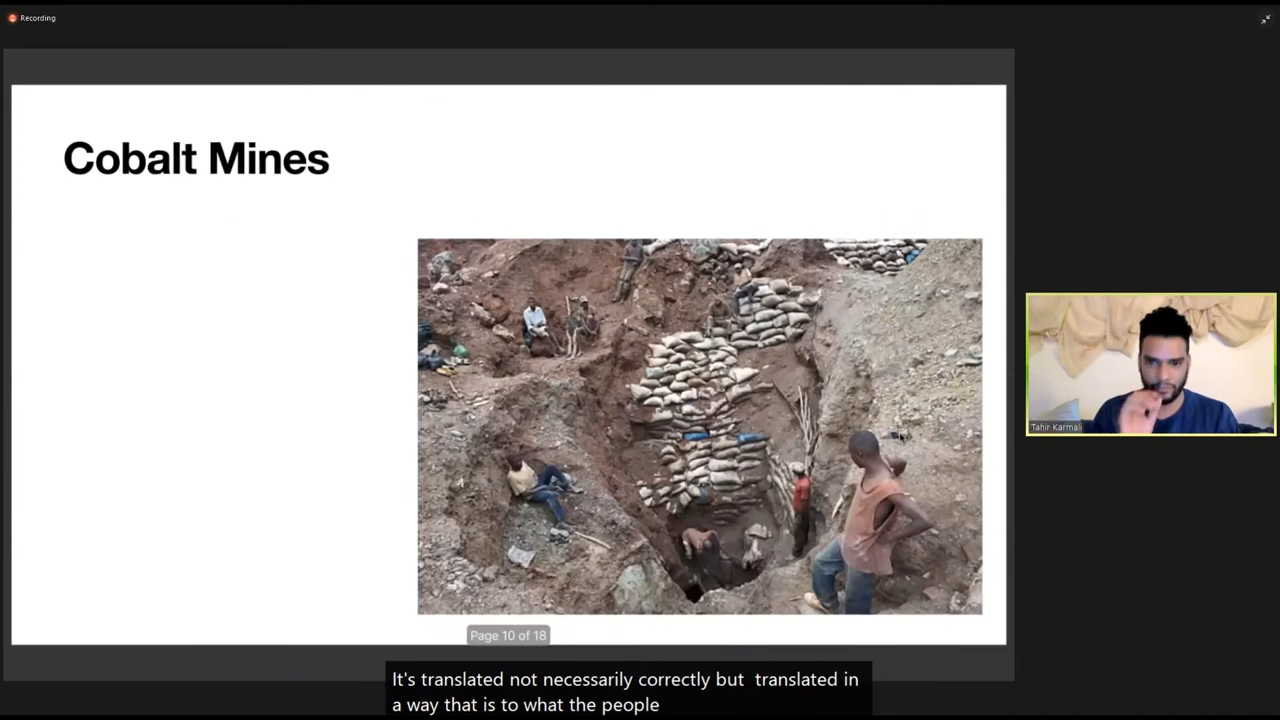 Recording
Cobalt Mines
Tahir Karmali
Page 10 of 18
It's translated not necessarily correctly but translated in
a way that is to what the people